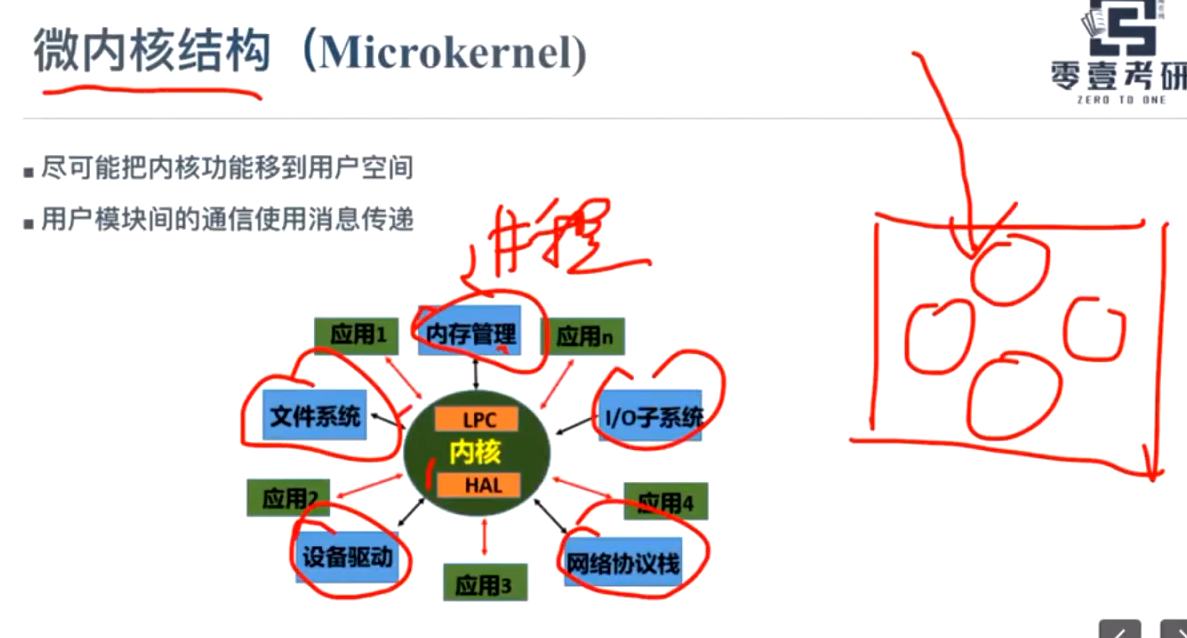 微内核结构（Microkernel)
零壹考研
ZERO TO ONE
尽可能把内核功能移到用户空间
用户模块间的通信使用消息传递
应用1
内存管理
应用n
文件系统
LPC
I/O子系统
内核
HAL
应用2
应用4
设备驱动
网络协议栈
应用3